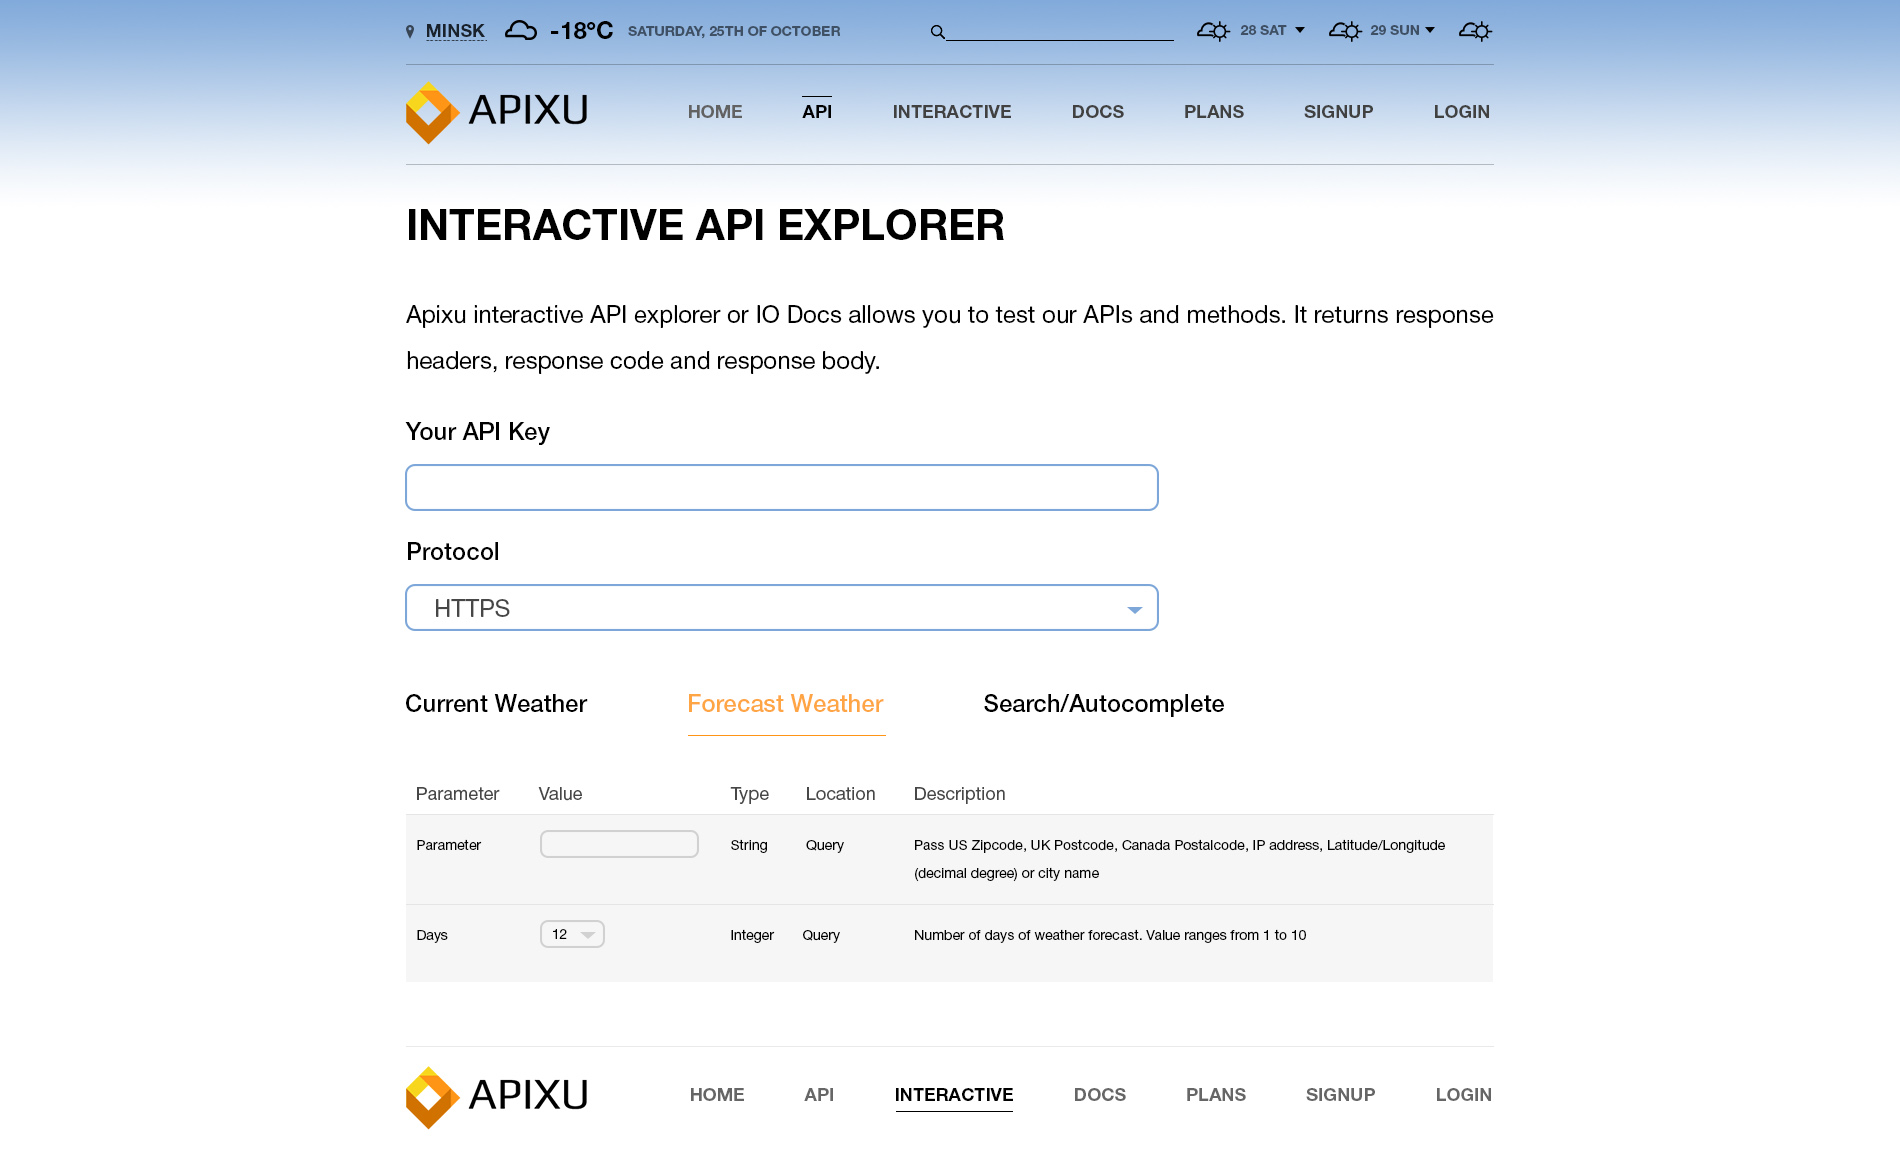 MINSK -18°C SATURDAY, 25TH OF OCTOBER 28 SAT 29 SUN
APIXU HOME API INTERACTIVE DOCS PLANS SIGNUP LOGIN
INTERACTIVE API EXPLORER
Apixu interactive API explorer or IO Docs allows you to test our APIs and methods. It returns response
headers, response code and response body.
Your API Key
Protocol
HTTPS
Current Weather Forecast Weather Search/Autocomplete
Parameter Value Type Location Description
Parameter String Query Pass US Zipcode, UK Postcode, Canada Postalcode, IP address, Latitude/Longitude
(decimal degree) or city name
Days 12 Integer Query Number of days of weather forecast. Value ranges from 1 to 10
APIXU HOME API INTERACTIVE DOCS PLANS SIGNUP LOGIN